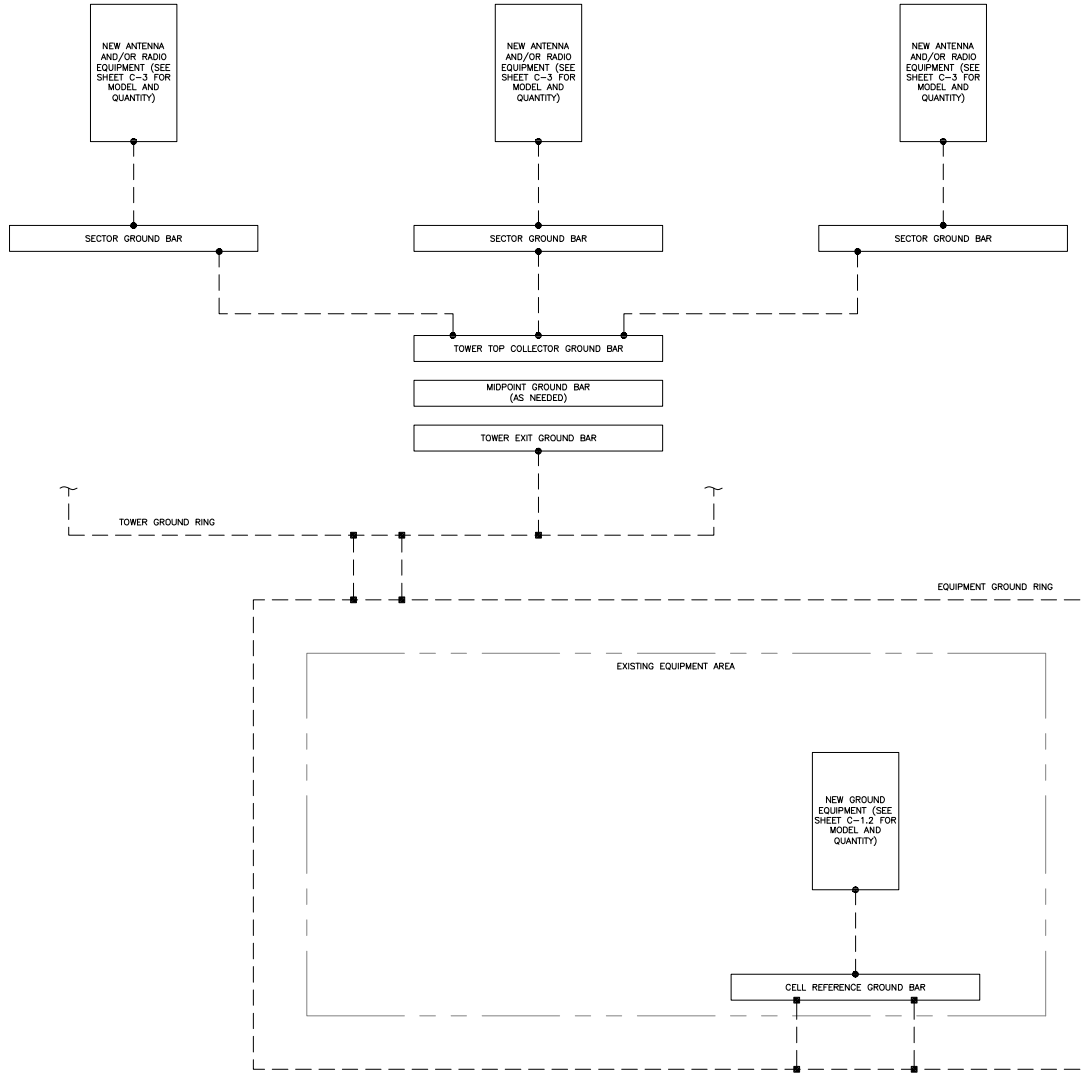 NEW ANTENNA
AND/OR RADIO
EQUIPMENT (SEE
SHEET C-3 FOR
MODEL AND
QUANTITY)
NEW ANTENNA
AND/OR RADIO
EQUIPMENT (SEE
SHEET C-3 FOR
MODEL AND
QUANTITY)
NEW ANTENNA
AND/OR RADIO
EQUIPMENT (SEE
SHEET C-3 FOR
MODEL AND
QUANTITY)
SECTOR GROUND BAR
SECTOR GROUND BAR
SECTOR GROUND BAR
TOWER TOP COLLECTOR GROUND BAR
MIDPOINT GROUND BAR
(AS NEEDED)
TOWER EXIT GROUND BAR
TOWER GROUND RING
EQUIPMENT GROUND RING
EXISTING EQUIPMENT AREA
NEW GROUND
EQUIPMENT (SEE
SHEET C-1.2 FOR
MODEL AND
QUANTITY)
CELL REFERENCE GROUND BAR